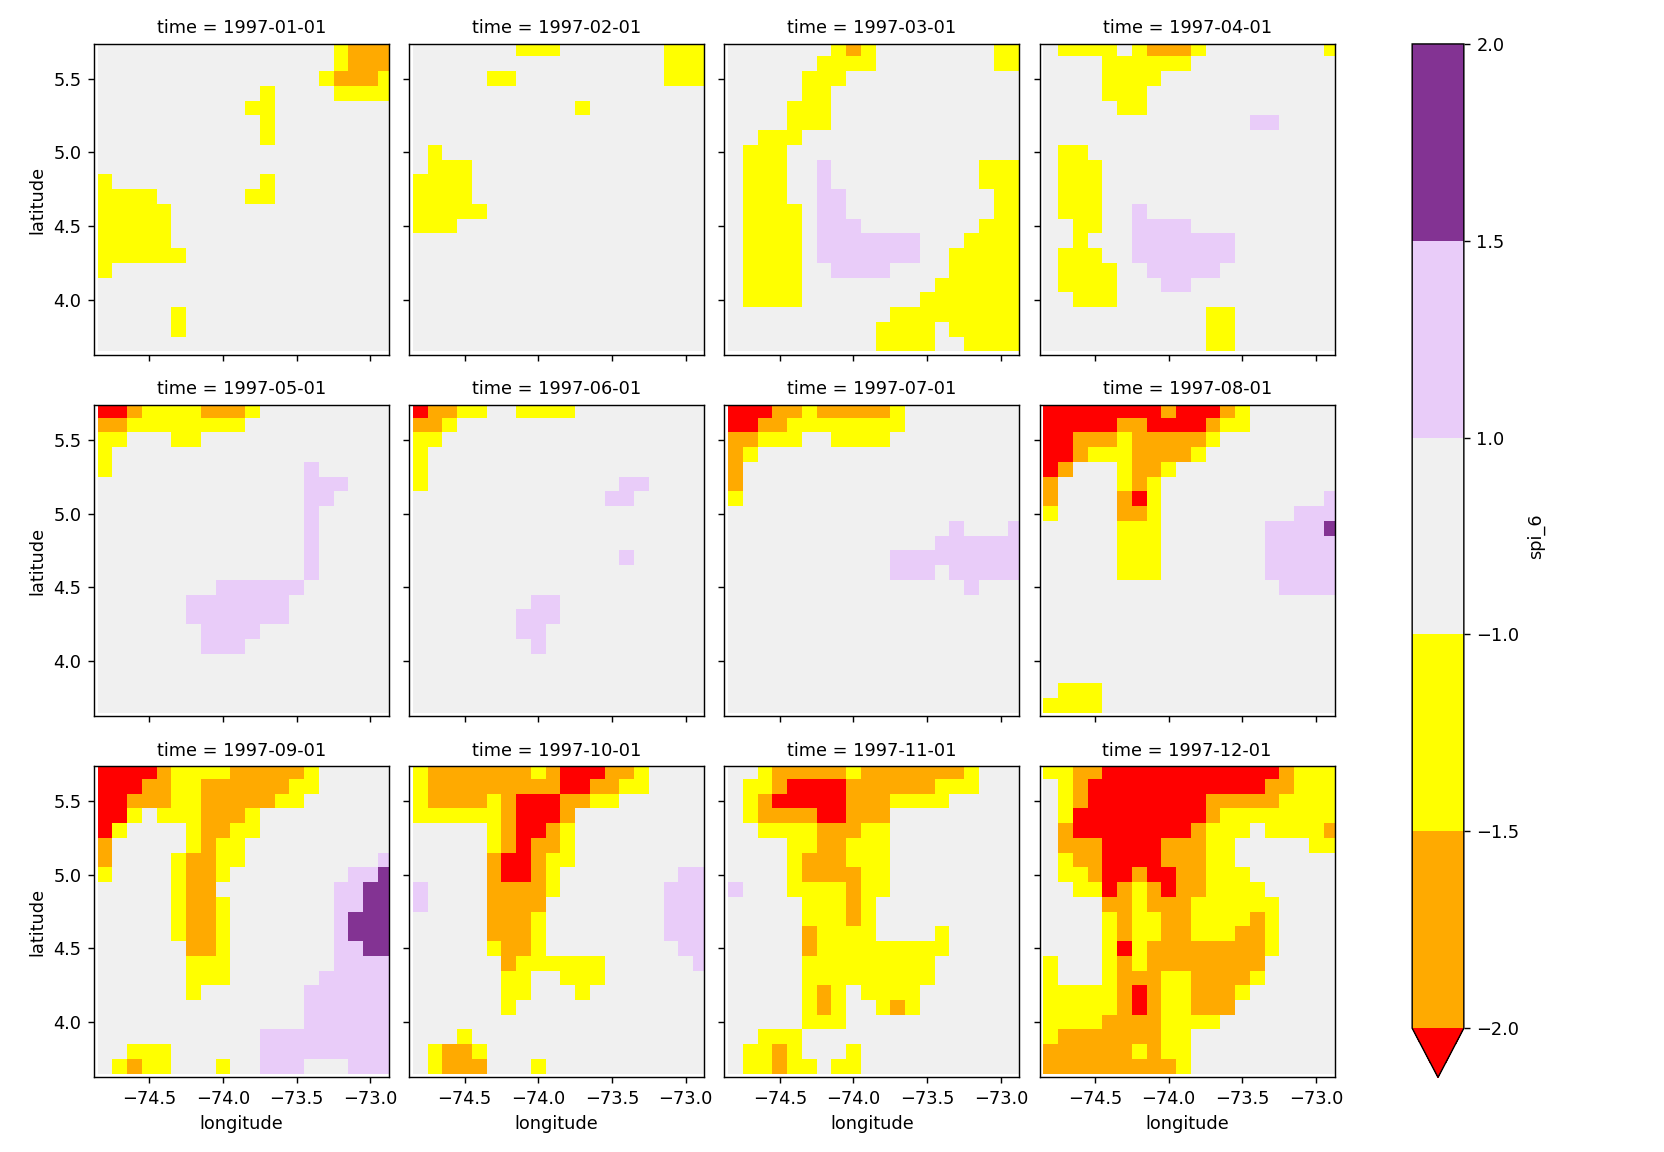 time = 1997-01-01
time = 1997-02-01
time = 1997-03-01
time = 1997-04-01
latitude
5.5
5.0
4.5
4.0
time = 1997-05-01
time = 1997-06-01
time = 1997-07-01
time = 1997-08-01
latitude
5.5
5.0
4.5
4.0
time = 1997-09-01
time = 1997-10-01
time = 1997-11-01
time = 1997-12-01
latitude
5.5
5.0
4.5
4.0
−74.5 −74.0 −73.5 −73.0
longitude
−74.5 −74.0 −73.5 −73.0
longitude
−74.5 −74.0 −73.5 −73.0
longitude
−74.5 −74.0 −73.5 −73.0
longitude
2.0
1.5
1.0
−1.0
−1.5
−2.0
spi_6